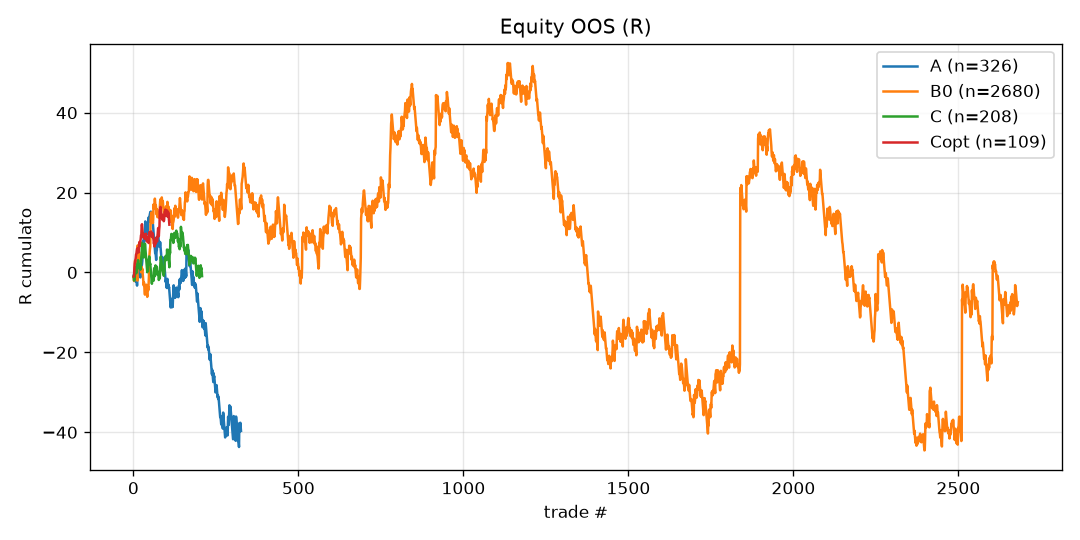 Equity OOS (R)
A (n=326)
B0 (n=2680)
C (n=208)
Copt (n=109)
R cumulato
40
20
0
−20
−40
0 500 1000 1500 2000 2500
trade #